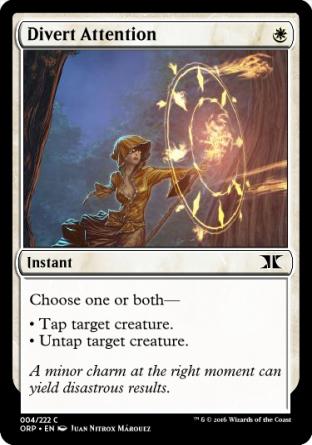 Divert Attention
Instant
Choose one or both—
• Tap target creature.
• Untap target creature.
A minor charm at the right moment can
yield disastrous results.
004/222 C
ORP • EN Juan Nitrox Márquez
™ & © 2016 Wizards of the Coast